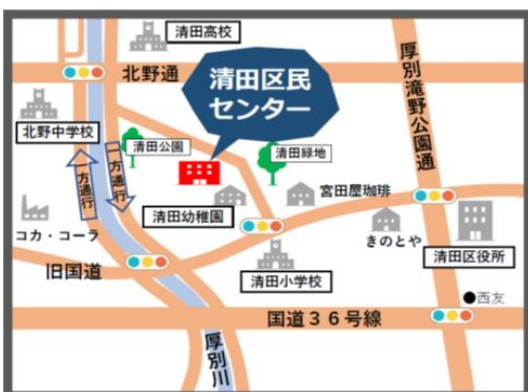 清田高校
北野通
清田区民
センター
厚別滝野公園通
北野中学校
清田公園
清田緑地
一方通行
一方通行
宮田屋珈琲
清田幼稚園
コカ・コーラ
きのとや
清田区役所
旧国道
清田小学校
●西友
国道３６号線
厚別川